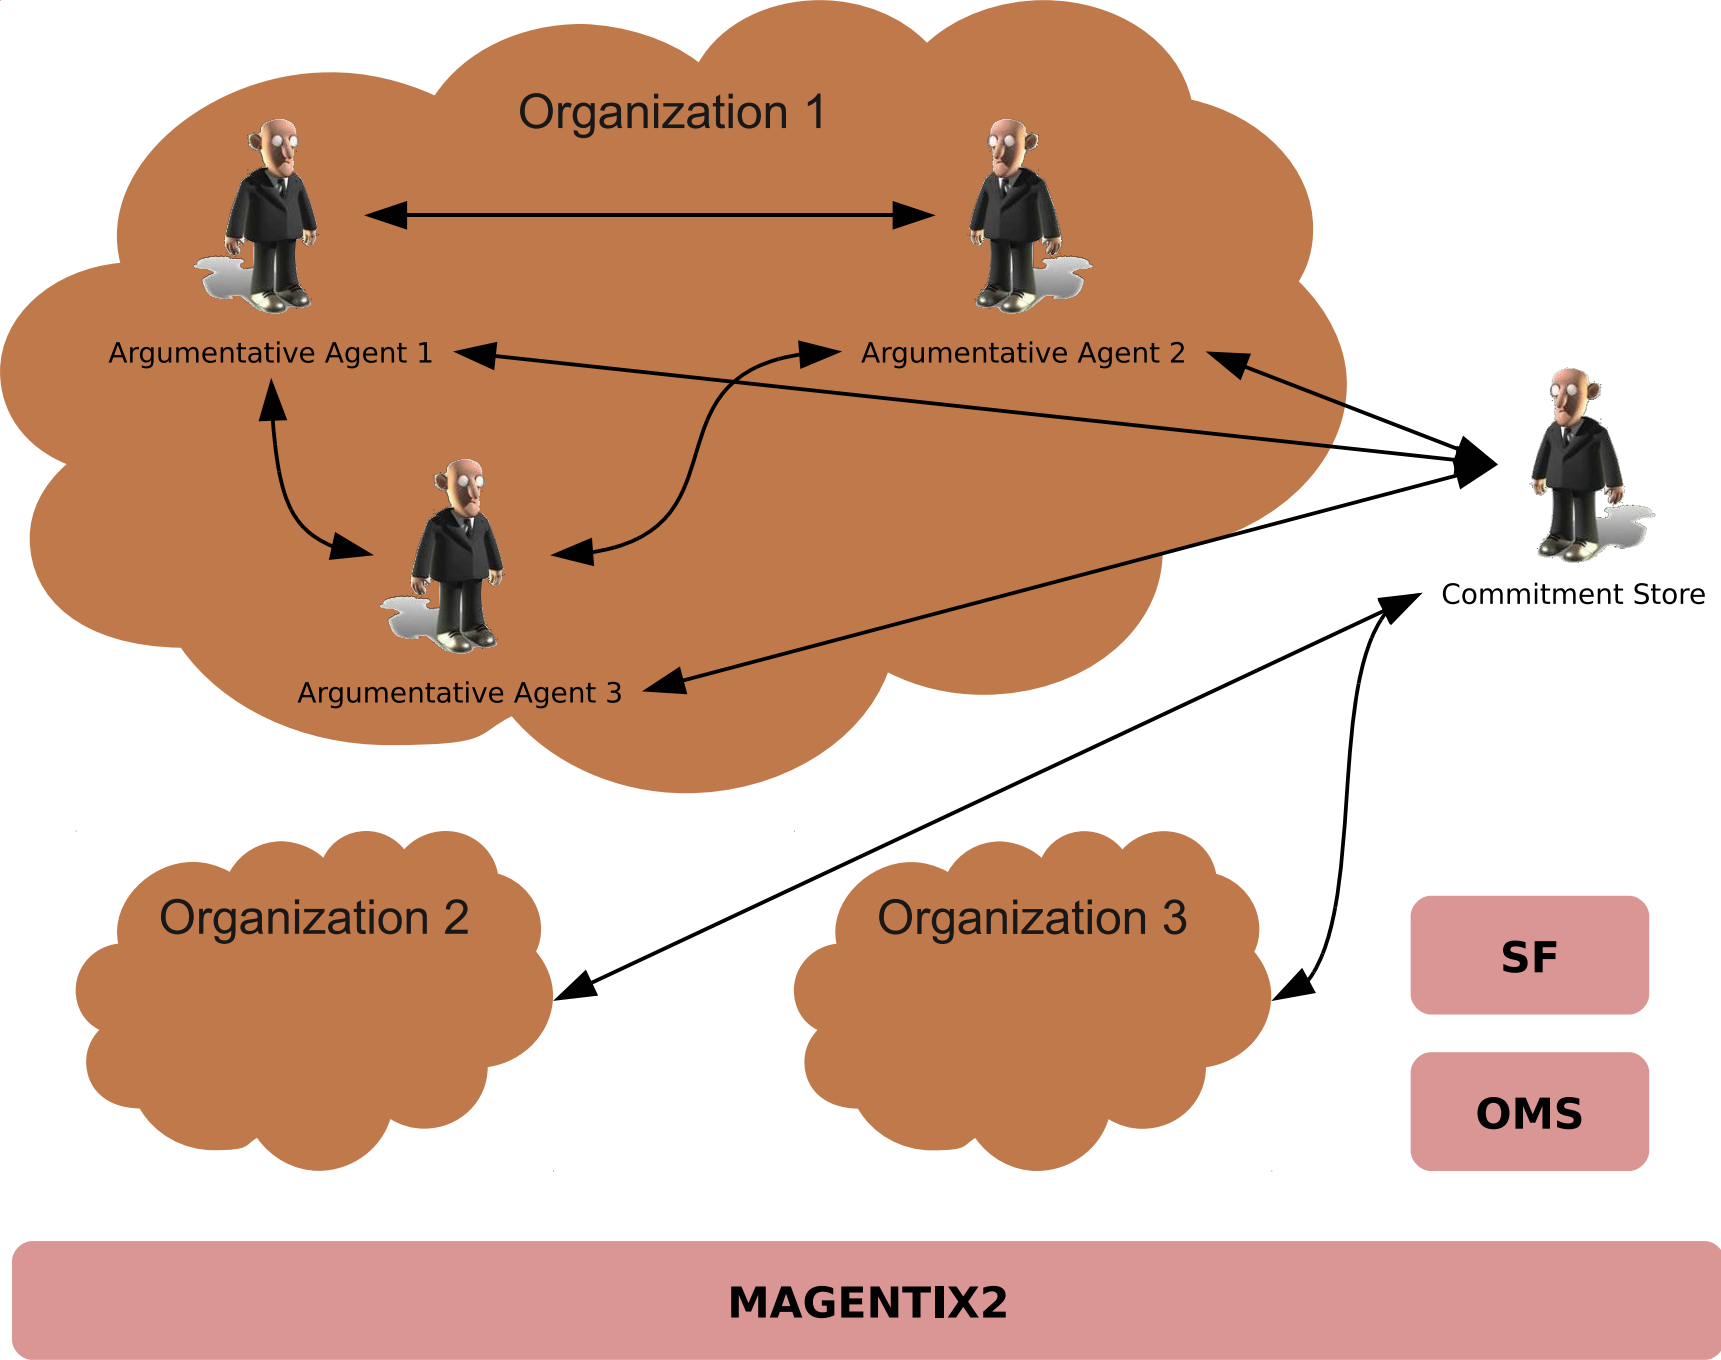 Organization 1
Argumentative Agent 1
Argumentative Agent 2
Commitment Store
Argumentative Agent 3
Organization 2
Organization 3
SF
OMS
MAGENTIX2